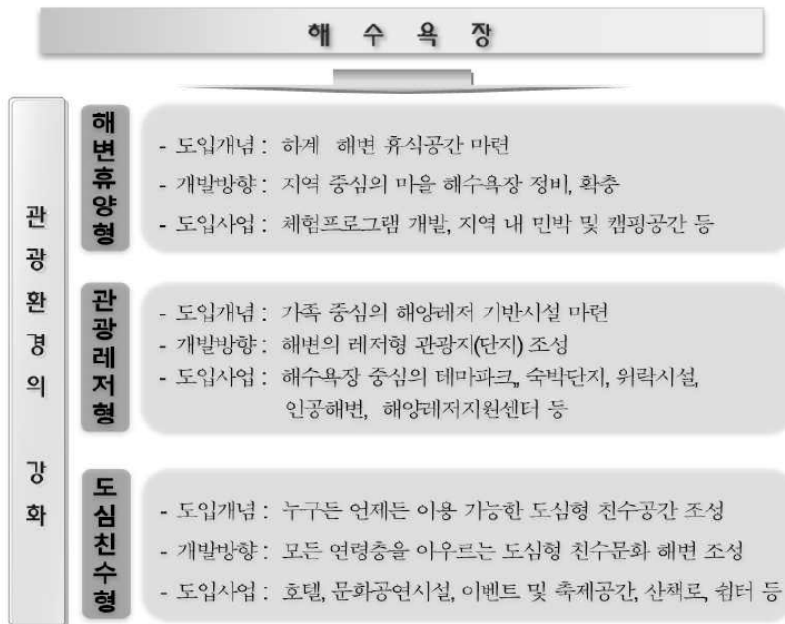 해 수 욕 장
관광환경의 강화
해변휴양형
- 도입개념 : 하계 해변 휴식공간 마련
- 개발방향 : 지역 중심의 마을 해수욕장 정비, 확충
- 도입사업 : 체험프로그램 개발, 지역 내 민박 및 캠핑공간 등
관광레저형
- 도입개념 : 가족 중심의 해양레저 기반시설 마련
- 개발방향 : 해변의 레저형 관광지(단지) 조성
- 도입사업 : 해수욕장 중심의 테마파크, 숙박단지, 위락시설,
인공해변, 해양레저지원센터 등
도심친수형
- 도입개념 : 누구든 언제든 이용 가능한 도심형 친수공간 조성
- 개발방향 : 모든 연령층을 아우르는 도심형 친수문화 해변 조성
- 도입사업 : 호텔, 문화공연시설, 이벤트 및 축제공간, 산책로, 쉼터 등